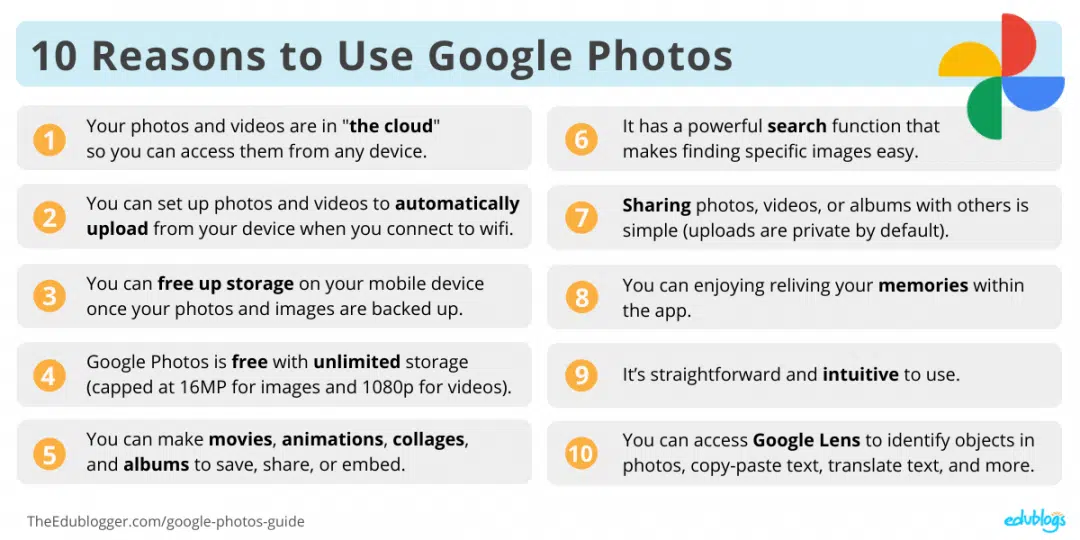 10 Reasons to Use Google Photos
1
Your photos and videos are in "the cloud"
so you can access them from any device.
2
You can set up photos and videos to automatically
upload from your device when you connect to wifi.
3
You can free up storage on your mobile device
once your photos and images are backed up.
4
Google Photos is free with unlimited storage
(capped at 16MP for images and 1080p for videos).
5
You can make movies, animations, collages,
and albums to save, share, or embed.
6
It has a powerful search function that
makes finding specific images easy.
7
Sharing photos, videos, or albums with others is
simple (uploads are private by default).
8
You can enjoying reliving your memories within
the app.
9
It's straightforward and intuitive to use.
10
You can access Google Lens to identify objects in
photos, copy-paste text, translate text, and more.
TheEdublogger.com/google-photos-guide
edublogs